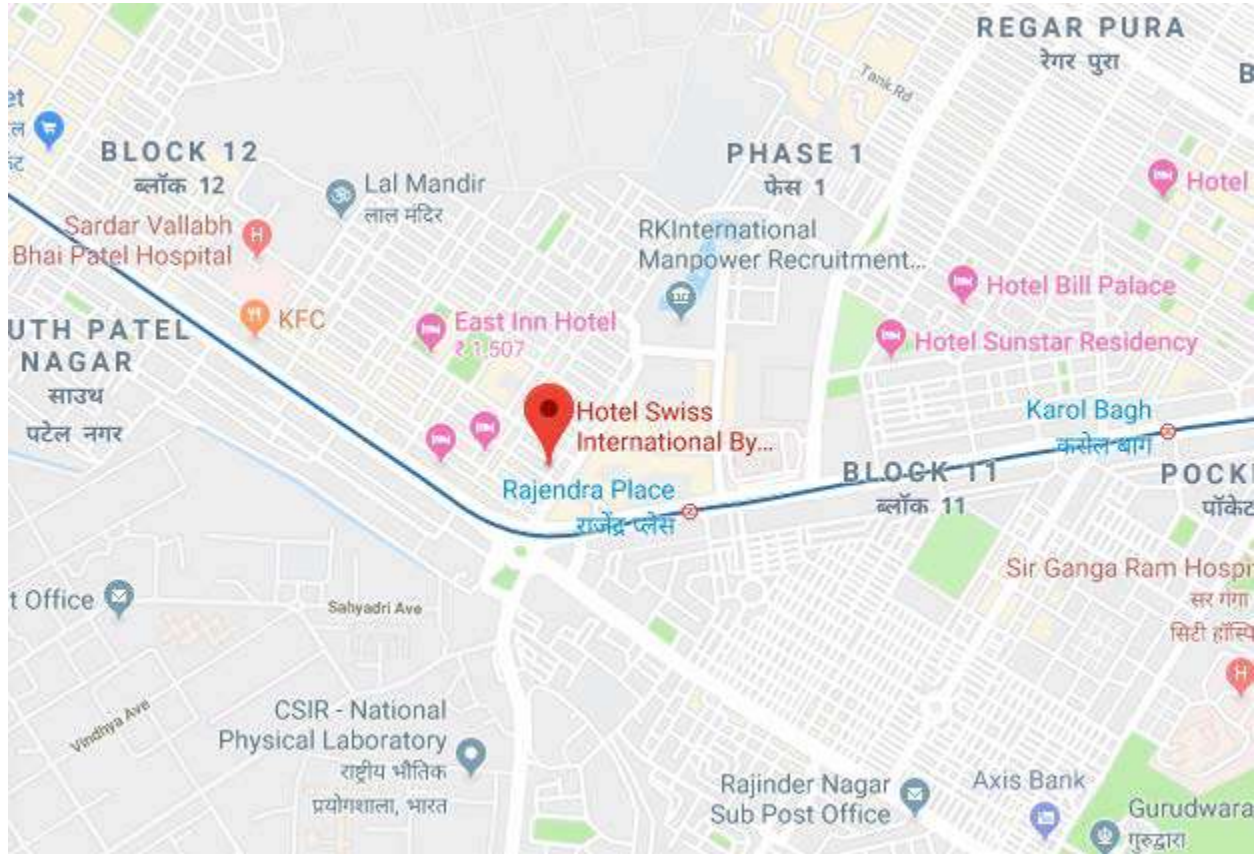 REGAR PURA
रेगर पुरा
Tank Rd
B
et
ल
BLOCK 12
ब्लॉक 12
Lal Mandir
लाल मंदिर
PHASE 1
फेस 1
Hotel
Sardar Vallabh
Bhai Patel Hospital
RKInternational
Manpower Recruitment...
Hotel Bill Palace
KFC
East Inn Hotel
₹ 1,507
Hotel Sunstar Residency
UTH PATEL
NAGAR
साउथ
पटेल नगर
Hotel Swiss
International By...
Karol Bagh
करोल बाग
Rajendra Place
राजेंद्र प्लेस
BLOCK 11
ब्लॉक 11
POCK
पॉकेट
Sir Ganga Ram Hospi
सर गंगा
सिटी हॉस्पि
t Office
Sahyadri Ave
Vindhya Ave
CSIR - National
Physical Laboratory
राष्ट्रीय भौतिक
प्रयोगशाला, भारत
Rajinder Nagar
Sub Post Office
Axis Bank
Gurudwara
गुरुद्वारा